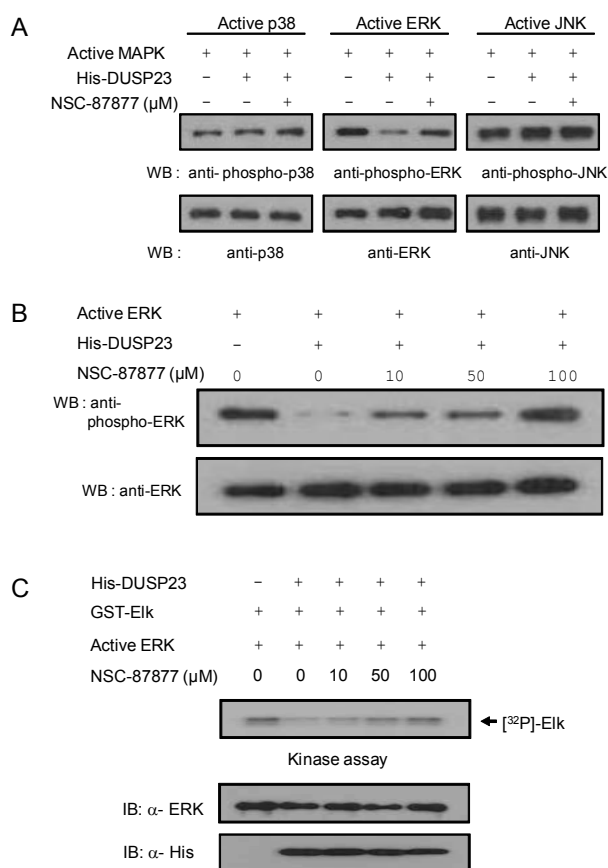 A
Active p38 Active ERK Active JNK
Active MAPK + + + + + + + + +
His-DUSP23 – + + – + + – + +
NSC-87877 (µM) – – + – – + – – +
WB : anti- phospho-p38 anti-phospho-ERK anti-phospho-JNK
WB : anti-p38 anti-ERK anti-JNK
B
Active ERK + + + + +
His-DUSP23 – + + + +
NSC-87877 (µM) 0 0 10 50 100
WB : anti-
phospho-ERK
WB : anti-ERK
C
His-DUSP23 – + + + +
GST-Elk + + + + +
Active ERK + + + + +
NSC-87877 (µM) 0 0 10 50 100
[³²P]-Elk
Kinase assay
IB: α- ERK
IB: α- His